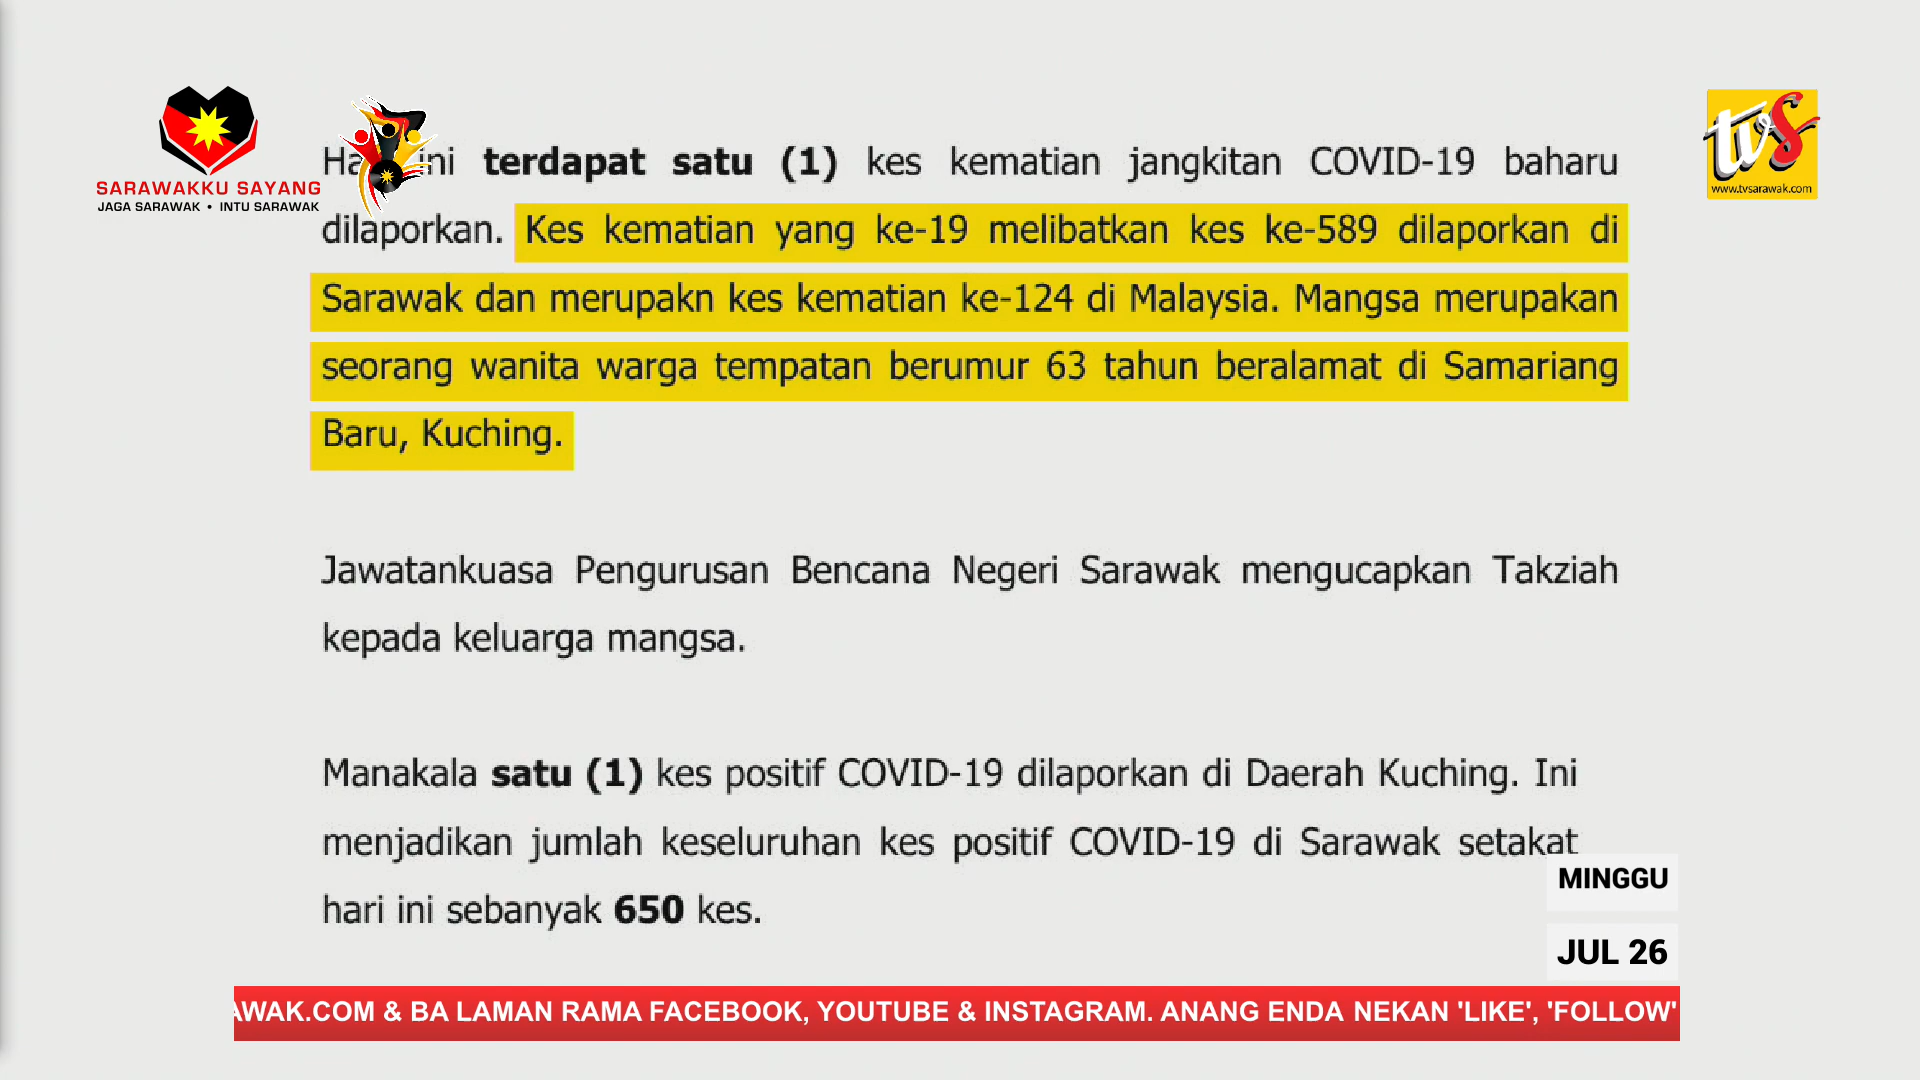 SARAWAKKU SAYANG
JAGA SARAWAK • INTU SARAWAK
tvS
www.tvsarawak.com
ini terdapat satu (1) kes kematian jangkitan COVID-19 baharu
dilaporkan. Kes kematian yang ke-19 melibatkan kes ke-589 dilaporkan di
Sarawak dan merupakn kes kematian ke-124 di Malaysia. Mangsa merupakan
seorang wanita warga tempatan berumur 63 tahun beralamat di Samariang
Baru, Kuching.
Jawatankuasa Pengurusan Bencana Negeri Sarawak mengucapkan Takziah
kepada keluarga mangsa.
Manakala satu (1) kes positif COVID-19 dilaporkan di Daerah Kuching. Ini
menjadikan jumlah keseluruhan kes positif COVID-19 di Sarawak setakat
hari ini sebanyak 650 kes.
MINGGU
JUL 26
AWAK.COM & BA LAMAN RAMA FACEBOOK, YOUTUBE & INSTAGRAM. ANANG ENDA NEKAN 'LIKE', 'FOLLOW'